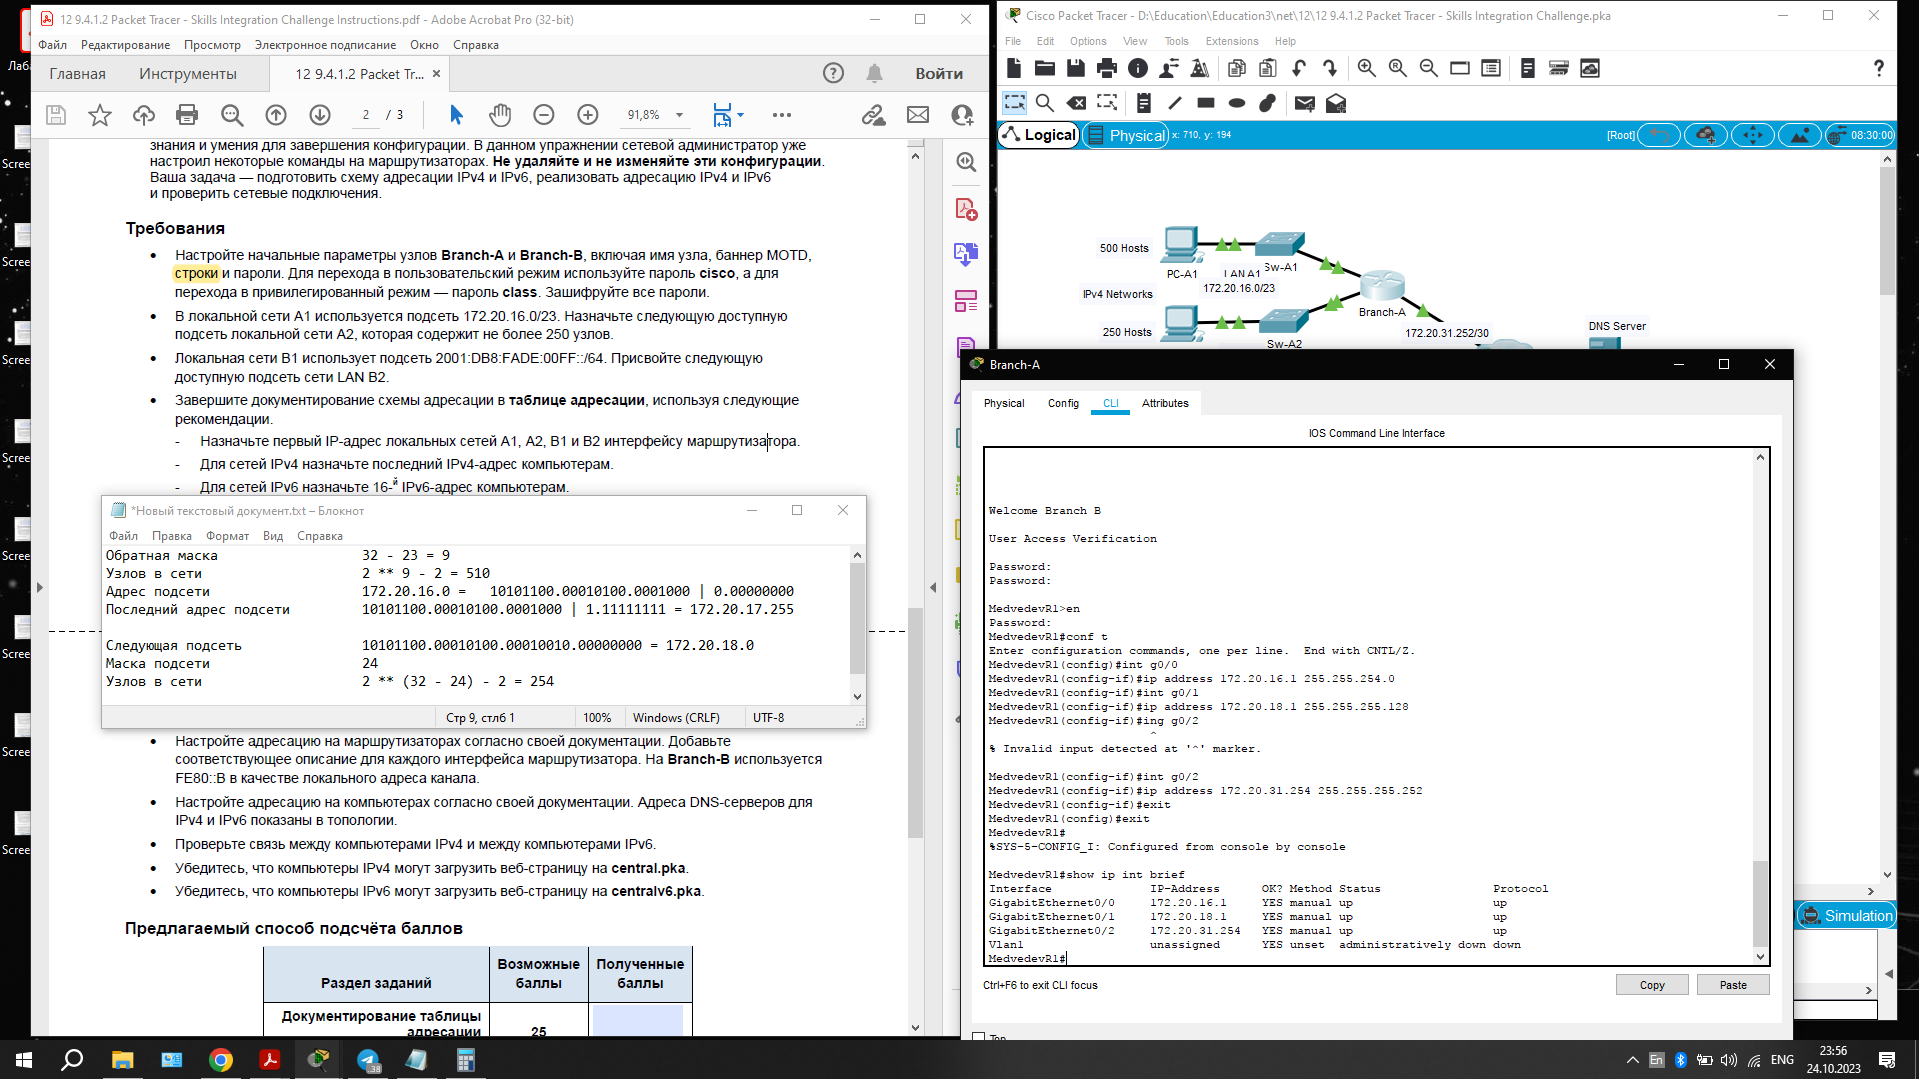 12 9.4.1.2 Packet Tracer - Skills Integration Challenge Instructions.pdf - Adobe Acrobat Pro (32-bit)
Файл Редактирование Просмотр Электронное подписание Окно Справка
Главная Инструменты 12 9.4.1.2 Packet Tr... ×
Войти
2 / 3 91,8%
знания и умения для завершения конфигурации. В данном упражнении сетевой администратор уже
настроил некоторые команды на маршрутизаторах. Не удаляйте и не изменяйте эти конфигурации.
Ваша задача — подготовить схему адресации IPv4 и IPv6, реализовать адресацию IPv4 и IPv6
и проверить сетевые подключения.
Требования
• Настройте начальные параметры узлов Branch-A и Branch-B, включая имя узла, баннер MOTD,
строки и пароли. Для перехода в пользовательский режим используйте пароль cisco, а для
перехода в привилегированный режим — пароль class. Зашифруйте все пароли.
• В локальной сети A1 используется подсеть 172.20.16.0/23. Назначьте следующую доступную
подсеть локальной сети A2, которая содержит не более 250 узлов.
• Локальная сети B1 использует подсеть 2001:DB8:FADE:00FF::/64. Присвойте следующую
доступную подсеть сети LAN B2.
• Завершите документирование схемы адресации в таблице адресации, используя следующие
рекомендации.
- Назначьте первый IP-адрес локальных сетей A1, A2, B1 и B2 интерфейсу маршрутизатора.
- Для сетей IPv4 назначьте последний IPv4-адрес компьютерам.
- Для сетей IPv6 назначьте 16-й IPv6-адрес компьютерам.
*Новый текстовый документ.txt – Блокнот
Файл Правка Формат Вид Справка
Обратная маска 32 - 23 = 9
Узлов в сети 2 ** 9 - 2 = 510
Адрес подсети 172.20.16.0 = 10101100.00010100.0001000 | 0.00000000
Последний адрес подсети 10101100.00010100.0001000 | 1.11111111 = 172.20.17.255
Следующая подсеть 10101100.00010100.00010010.00000000 = 172.20.18.0
Маска подсети 24
Узлов в сети 2 ** (32 - 24) - 2 = 254
Стр 9, стлб 1 100% Windows (CRLF) UTF-8
• Настройте адресацию на маршрутизаторах согласно своей документации. Добавьте
соответствующее описание для каждого интерфейса маршрутизатора. На Branch-B используется
FE80::B в качестве локального адреса канала.
• Настройте адресацию на компьютерах согласно своей документации. Адреса DNS-серверов для
IPv4 и IPv6 показаны в топологии.
• Проверьте связь между компьютерами IPv4 и между компьютерами IPv6.
• Убедитесь, что компьютеры IPv4 могут загрузить веб-страницу на central.pka.
• Убедитесь, что компьютеры IPv6 могут загрузить веб-страницу на centralv6.pka.
Предлагаемый способ подсчёта баллов
Раздел заданий Возможные баллы Полученные баллы
Документирование таблицы
адресации 25
Cisco Packet Tracer - D:\Education\Education3\net\12\12 9.4.1.2 Packet Tracer - Skills Integration Challenge.pka
File Edit Options View Tools Extensions Help
Logical Physical x: 710, y: 194 [Root] 08:30:00
500 Hosts
PC-A1 LAN A1 Sw-A1
172.20.16.0/23
IPv4 Networks
Branch-A
250 Hosts
Sw-A2
172.20.31.252/30
DNS Server
Branch-A
Physical Config CLI Attributes
IOS Command Line Interface
Welcome Branch B
User Access Verification
Password:
Password:
MedvedevR1>en
Password:
MedvedevR1#conf t
Enter configuration commands, one per line. End with CNTL/Z.
MedvedevR1(config)#int g0/0
MedvedevR1(config-if)#ip address 172.20.16.1 255.255.254.0
MedvedevR1(config-if)#int g0/1
MedvedevR1(config-if)#ip address 172.20.18.1 255.255.255.128
MedvedevR1(config-if)#ing g0/2
^
% Invalid input detected at '^' marker.
MedvedevR1(config-if)#int g0/2
MedvedevR1(config-if)#ip address 172.20.31.254 255.255.255.252
MedvedevR1(config-if)#exit
MedvedevR1(config)#exit
MedvedevR1#
%SYS-5-CONFIG_I: Configured from console by console
MedvedevR1#show ip int brief
Interface IP-Address OK? Method Status Protocol
GigabitEthernet0/0 172.20.16.1 YES manual up up
GigabitEthernet0/1 172.20.18.1 YES manual up up
GigabitEthernet0/2 172.20.31.254 YES manual up up
Vlan1 unassigned YES unset administratively down down
MedvedevR1#
Ctrl+F6 to exit CLI focus
Copy Paste
Top
Simulation
Лаба
Scree
Scree
Scree
Scree
Scree
Scree
Scree
Scree
38
En ENG
23:56
24.10.2023